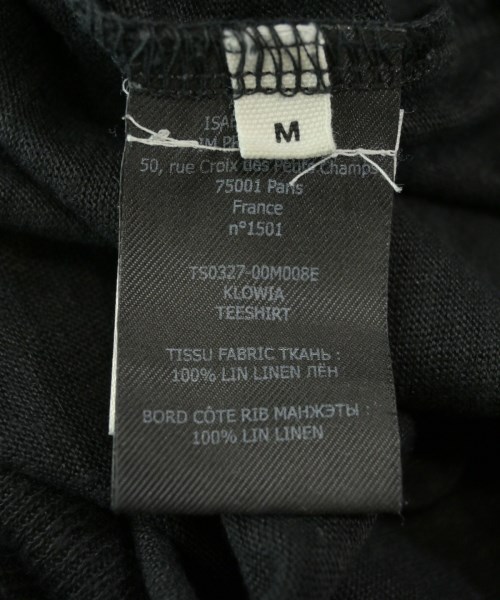 M
50, rue Croix des Petits Champs
75001 Paris
France
n°1501
TS0327-00M008E
KLOWIA
TEESHIRT
TISSU FABRIC ТКАНЬ :
100% LIN LINEN ЛЁН
BORD CÔTE RIB МАНЖЭТЫ :
100% LIN LINEN